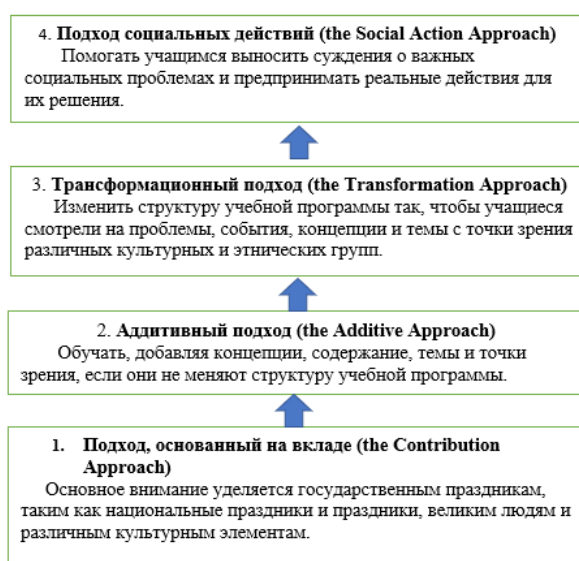 4. Подход социальных действий (the Social Action Approach)
Помогать учащимся выносить суждения о важных
социальных проблемах и предпринимать реальные действия для
их решения.
3. Трансформационный подход (the Transformation Approach)
Изменить структуру учебной программы так, чтобы учащиеся
смотрели на проблемы, события, концепции и темы с точки зрения
различных культурных и этнических групп.
2. Аддитивный подход (the Additive Approach)
Обучать, добавляя концепции, содержание, темы и точки
зрения, если они не меняют структуру учебной программы.
1. Подход, основанный на вкладе (the Contribution
Approach)
Основное внимание уделяется государственным праздникам,
таким как национальные праздники и праздники, великим людям и
различным культурным элементам.